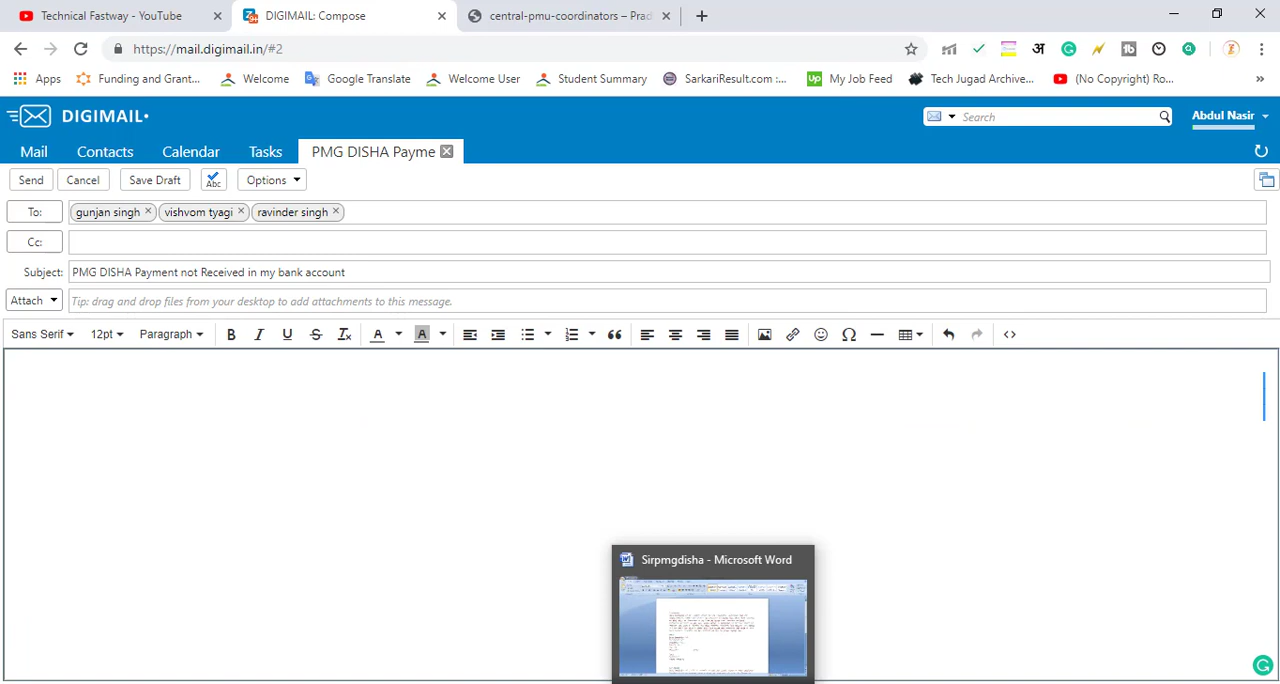 Technical Fastway - YouTube
DIGIMAIL: Compose
central-pmu-coordinators – Prad
https://mail.digimail.in/#2
अ
Apps
Funding and Grant...
Welcome
Google Translate
Welcome User
Student Summary
SarkariResult.com :...
Up
My Job Feed
Tech Jugad Archive...
(No Copyright) Ro...
»
DIGIMAIL
Search
Abdul Nasir
Mail
Contacts
Calendar
Tasks
PMG DISHA Payme
Send
Cancel
Save Draft
Abc
Options
To:
gunjan singh
vishvom tyagi
ravinder singh
Cc:
Subject:
PMG DISHA Payment not Received in my bank account
Attach
Tip: drag and drop files from your desktop to add attachments to this message.
Sans Serif
12pt
Paragraph
B
I
U
S
A
A
Sirpmgdisha - Microsoft Word